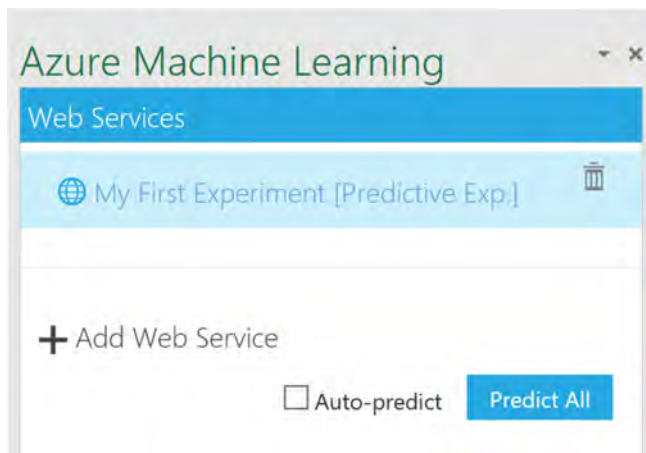 Azure Machine Learning
Web Services
My First Experiment [Predictive Exp.]
Add Web Service
Auto-predict
Predict All